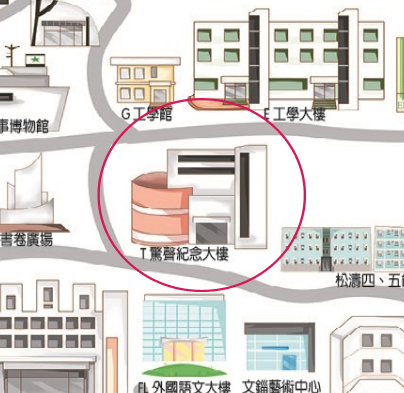 G 工學館
E 工學大樓
事博物館
T 驚聲紀念大樓
書卷廣場
松濤四、五館
FL 外國語文大樓
文錙藝術中心